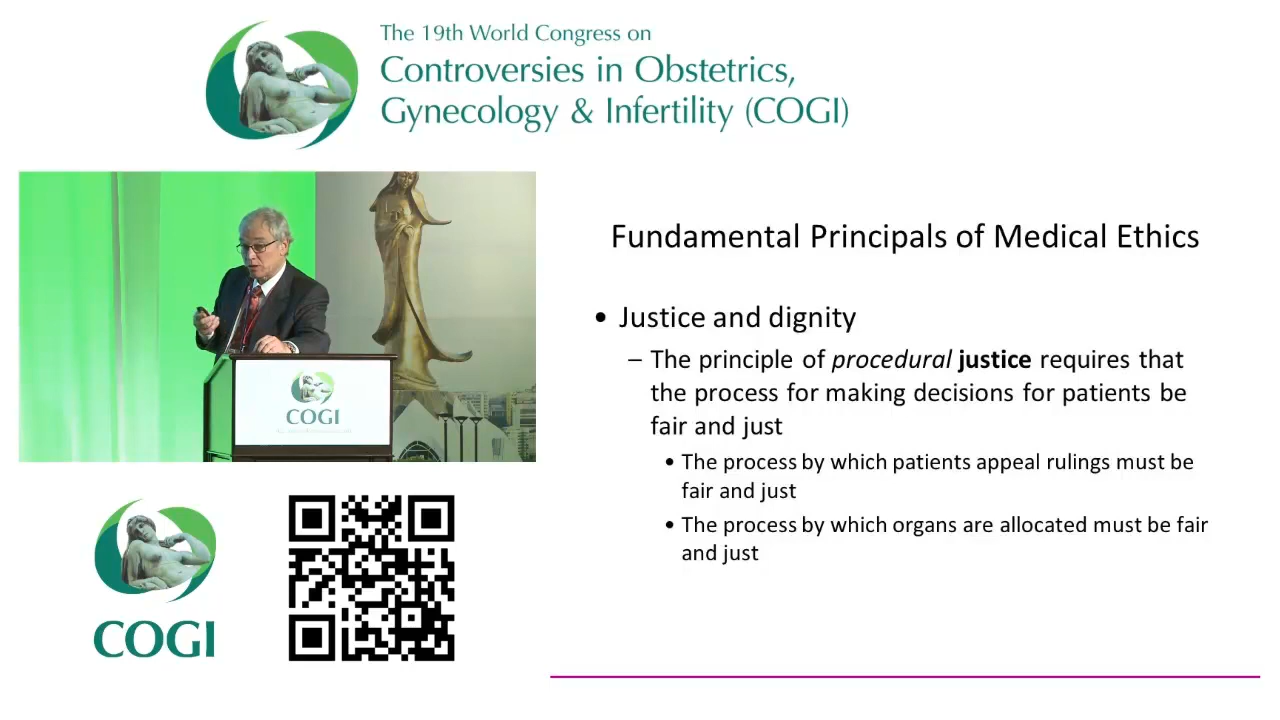 The 19th World Congress on
Controversies in Obstetrics,
Gynecology & Infertility (COGI)
Fundamental Principals of Medical Ethics
• Justice and dignity
– The principle of procedural justice requires that
the process for making decisions for patients be
fair and just
• The process by which patients appeal rulings must be
fair and just
• The process by which organs are allocated must be fair
and just
COGI
COGI